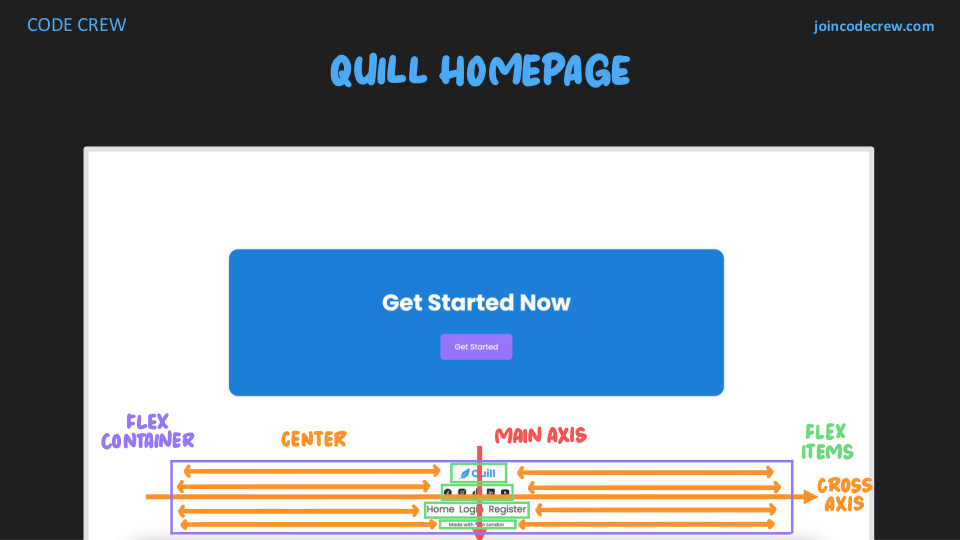 CODE CREW
joincodecrew.com
QUILL HOMEPAGE
Get Started Now
Get Started
FLEX
CONTAINER
CENTER
MAIN AXIS
FLEX
ITEMS
CROSS
AXIS
Quill
Home Login Register
Made with in London